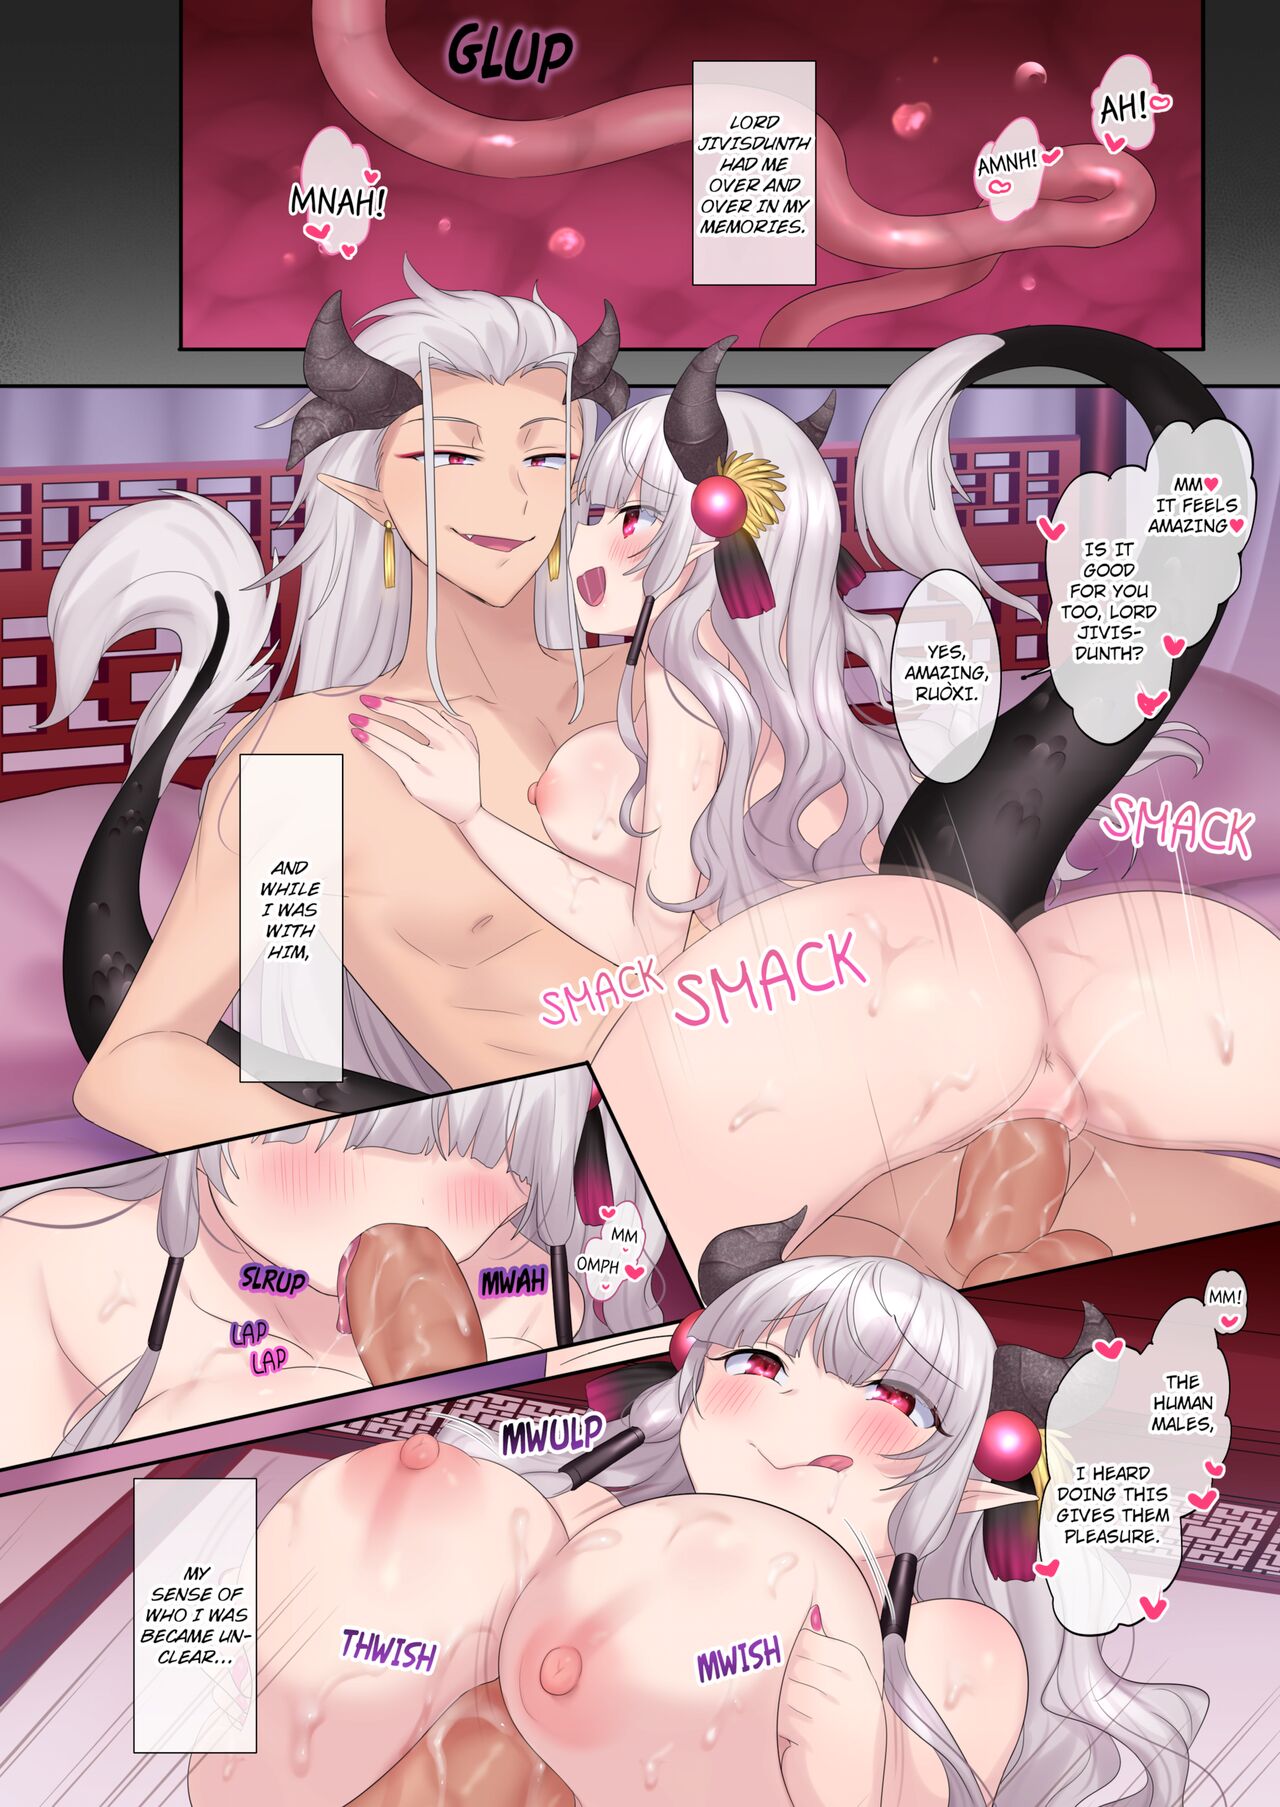 GLUP
LORD
JIVISDUNTH
HAD ME
OVER AND
OVER IN MY
MEMORIES.
AH!
AMNH!
MNAH!
MM♥
IT FEELS
AMAZING♥
IS IT
GOOD
FOR YOU
TOO, LORD
JIVIS-
DUNTH?
YES,
AMAZING,
RUÒXI.
SMACK
AND
WHILE
I WAS
WITH
HIM,
SMACK
SMACK
MM
OMPH
SLRUP
MWAH
LAP
LAP
MM!
THE
HUMAN
MALES,
I HEARD
DOING THIS
GIVES THEM
PLEASURE.
MWULP
MY
SENSE OF
WHO I WAS
BECAME UN-
CLEAR...
THWISH
MWISH